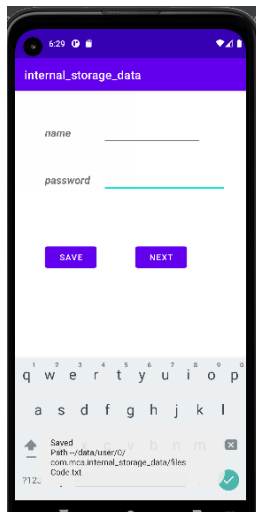 6:29
internal_storage_data
name
password
SAVE NEXT
1 2 3 4 5 6 7 8 9 0
q w e r t y u i o p
a s d f g h j k l
x c v b n m
Saved
Path --/data/user/0/
com.mca.internal_storage_data/files
Code.txt
?123